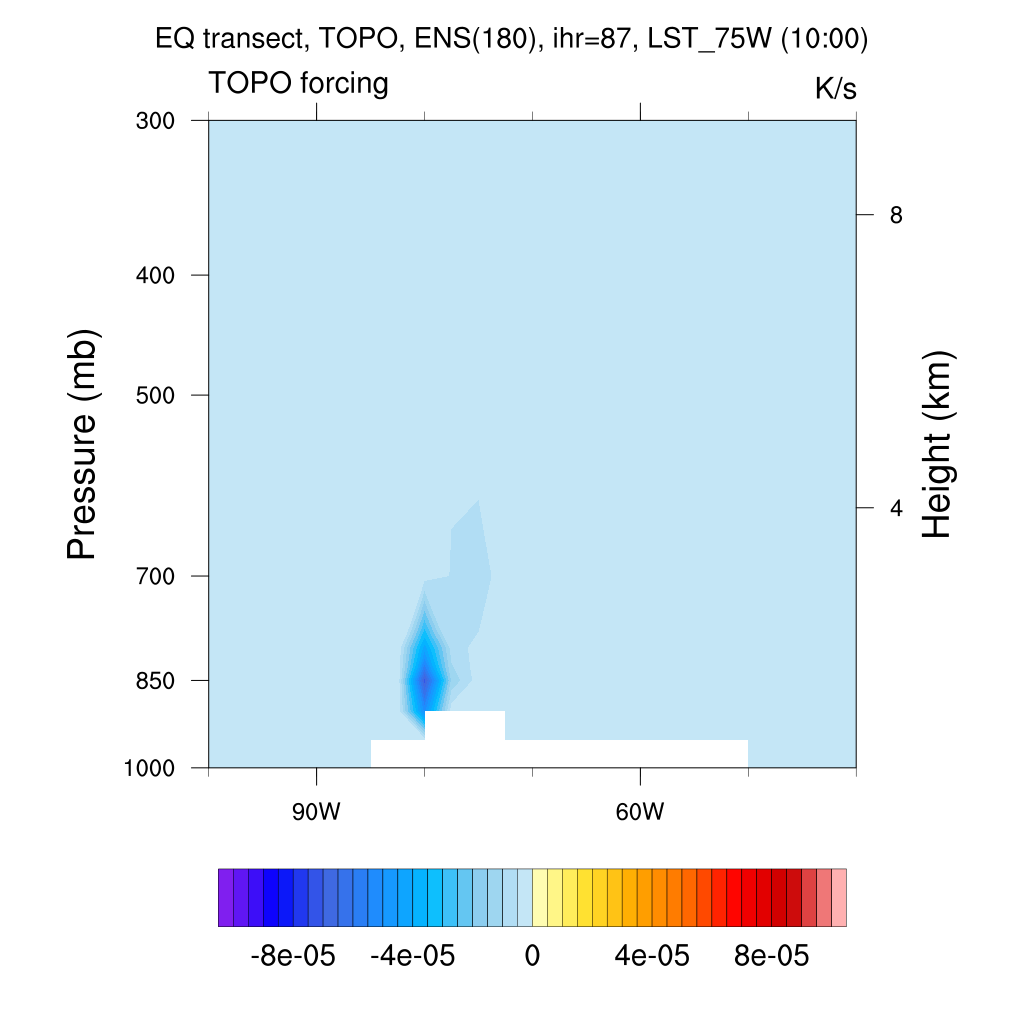 EQ transect, TOPO, ENS(180), ihr=87, LST_75W (10:00)
TOPO forcing
K/s
300
400
500
700
850
1000
Pressure (mb)
8
4
Height (km)
90W
60W
-8e-05
-4e-05
0
4e-05
8e-05